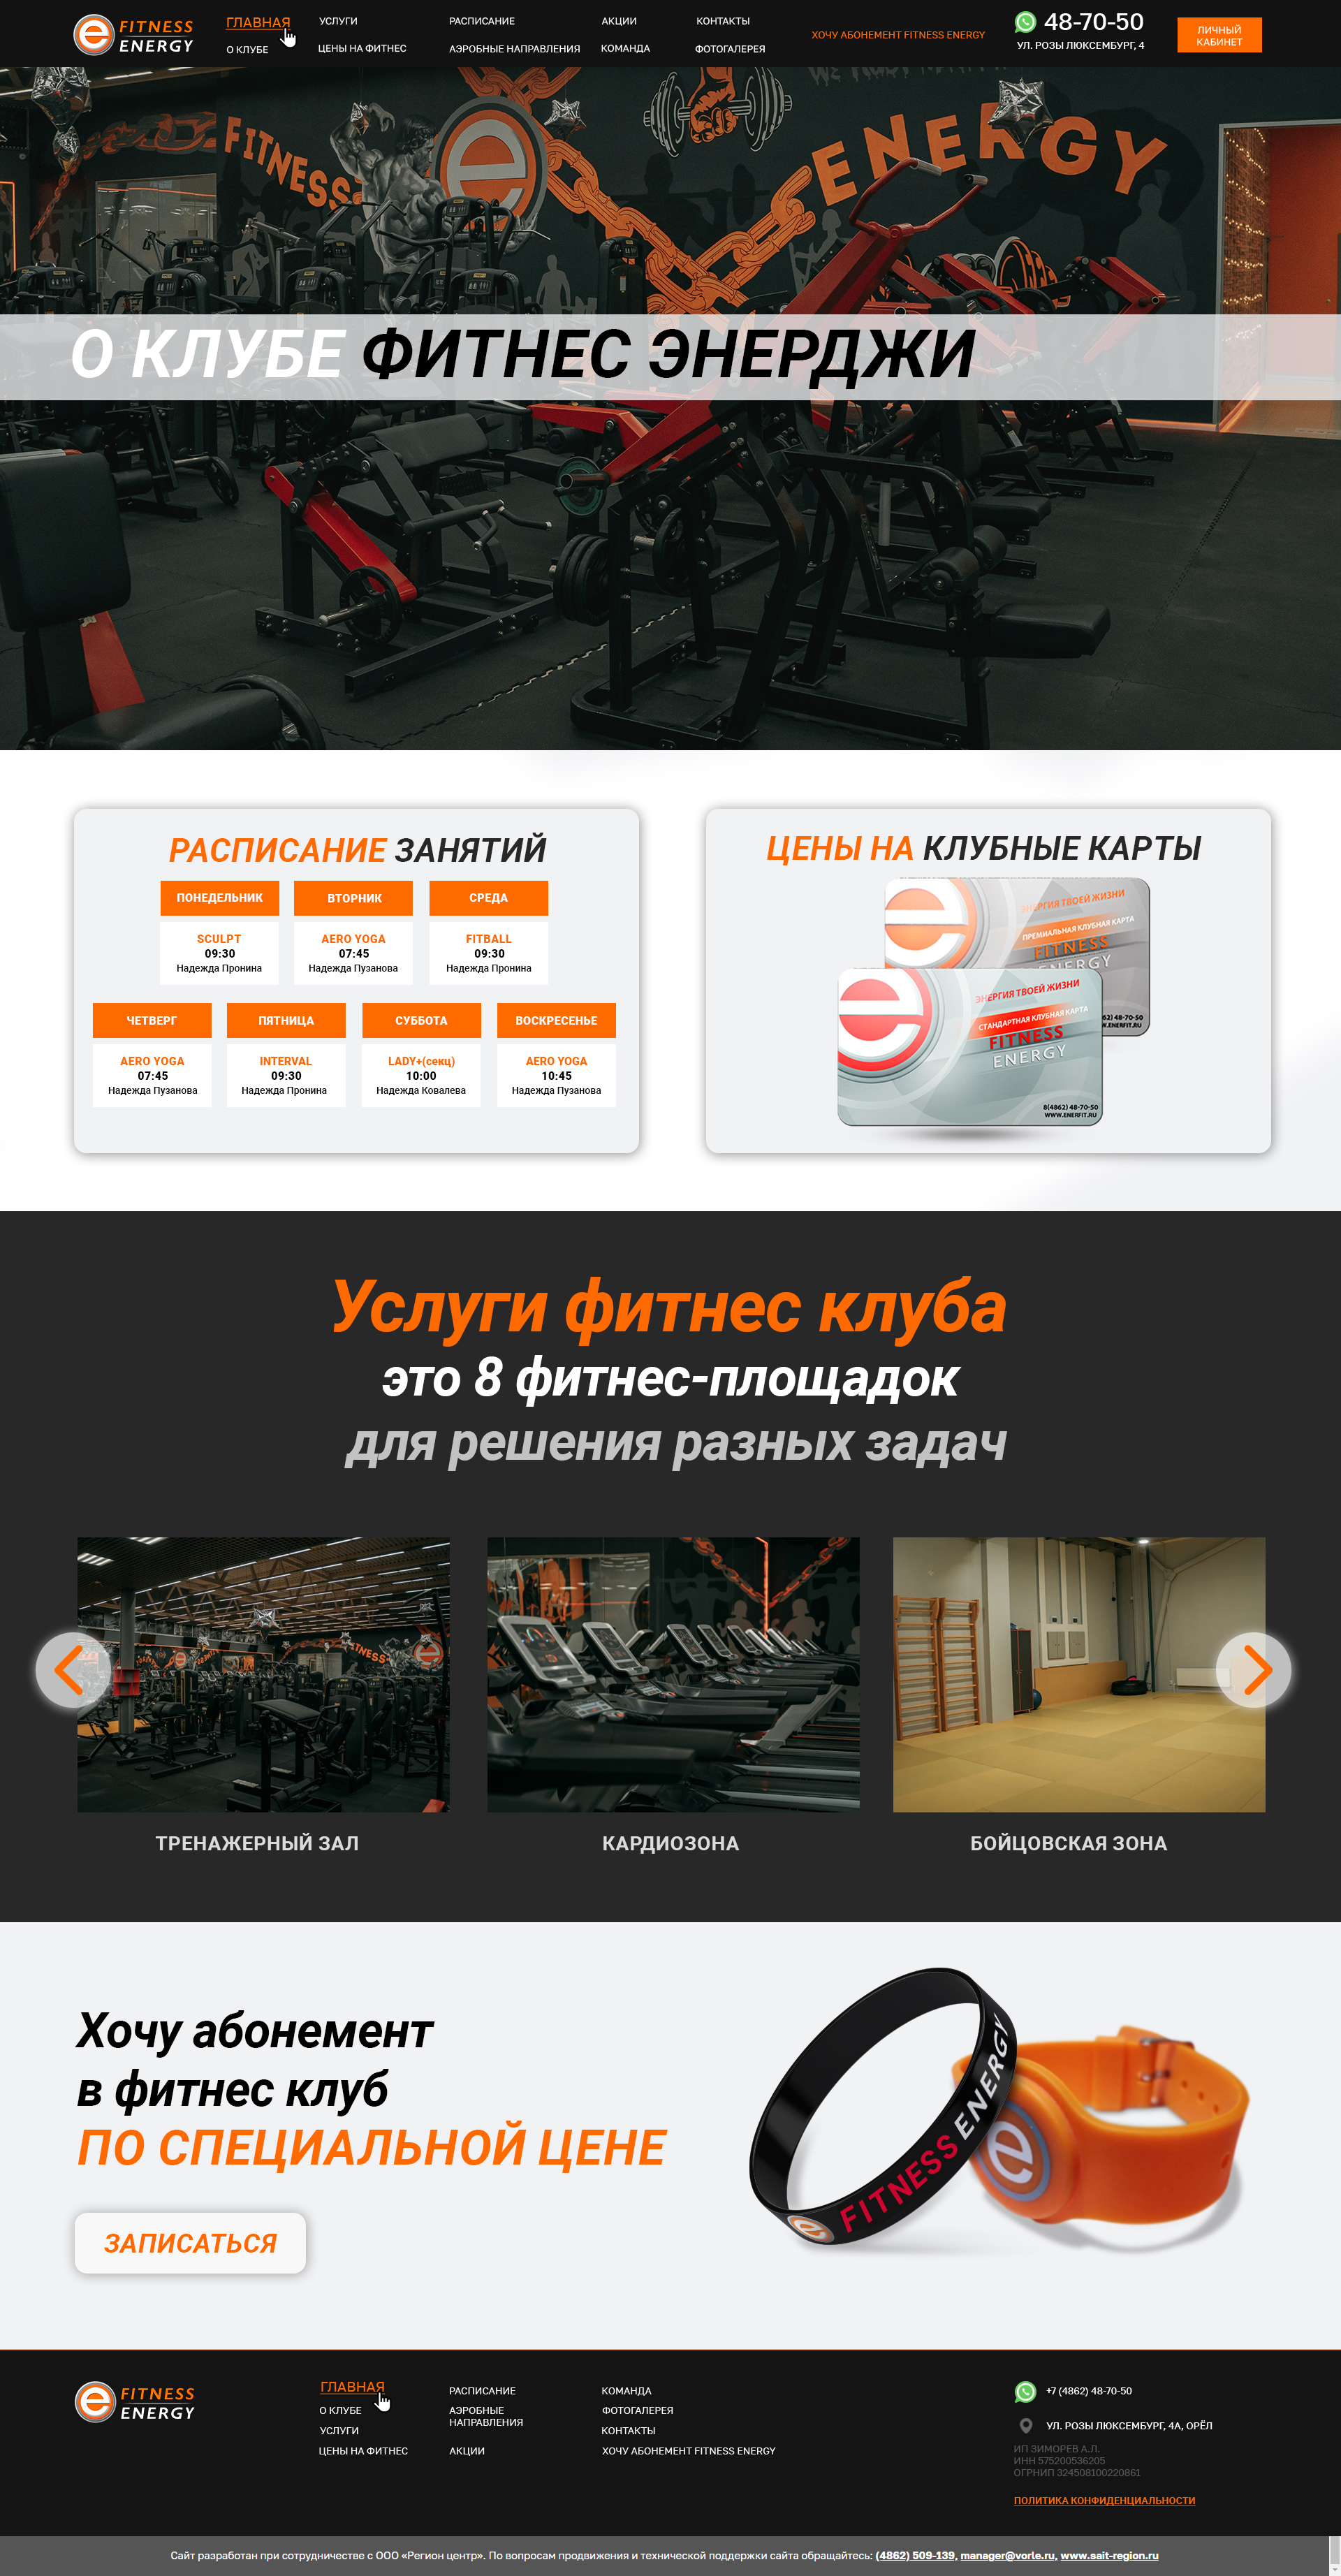 FITNESS
ENERGY
ГЛАВНАЯ
О КЛУБЕ
УСЛУГИ
ЦЕНЫ НА ФИТНЕС
РАСПИСАНИЕ
АЭРОБНЫЕ НАПРАВЛЕНИЯ
АКЦИИ
КОМАНДА
КОНТАКТЫ
ФОТОГАЛЕРЕЯ
ХОЧУ АБОНЕМЕНТ FITNESS ENERGY
48-70-50
УЛ. РОЗЫ ЛЮКСЕМБУРГ, 4
ЛИЧНЫЙ
КАБИНЕТ
FITNESS
e
ENERGY
О КЛУБЕ ФИТНЕС ЭНЕРДЖИ
РАСПИСАНИЕ ЗАНЯТИЙ
ПОНЕДЕЛЬНИК
SCULPT
09:30
Надежда Пронина
ВТОРНИК
AERO YOGA
07:45
Надежда Пузанова
СРЕДА
FITBALL
09:30
Надежда Пронина
ЧЕТВЕРГ
AERO YOGA
07:45
Надежда Пузанова
ПЯТНИЦА
INTERVAL
09:30
Надежда Пронина
СУББОТА
LADY+(секц)
10:00
Надежда Ковалева
ВОСКРЕСЕНЬЕ
AERO YOGA
10:45
Надежда Пузанова
ЦЕНЫ НА КЛУБНЫЕ КАРТЫ
ЭНЕРГИЯ ТВОЕЙ ЖИЗНИ
ПРЕМИАЛЬНАЯ КЛУБНАЯ КАРТА
FITNESS
ENERGY
62) 48-70-50
W.ENERFIT.RU
ЭНЕРГИЯ ТВОЕЙ ЖИЗНИ
СТАНДАРТНАЯ КЛУБНАЯ КАРТА
FITNESS
ENERGY
8(4862) 48-70-50
WWW.ENERFIT.RU
Услуги фитнес клуба
это 8 фитнес-площадок
для решения разных задач
ТРЕНАЖЕРНЫЙ ЗАЛ
КАРДИОЗОНА
БОЙЦОВСКАЯ ЗОНА
Хочу абонемент
в фитнес клуб
ПО СПЕЦИАЛЬНОЙ ЦЕНЕ
ЗАПИСАТЬСЯ
FITNESS ENERGY
FITNESS
ENERGY
ГЛАВНАЯ
О КЛУБЕ
УСЛУГИ
ЦЕНЫ НА ФИТНЕС
РАСПИСАНИЕ
АЭРОБНЫЕ
НАПРАВЛЕНИЯ
АКЦИИ
КОМАНДА
ФОТОГАЛЕРЕЯ
КОНТАКТЫ
ХОЧУ АБОНЕМЕНТ FITNESS ENERGY
+7 (4862) 48-70-50
УЛ. РОЗЫ ЛЮКСЕМБУРГ, 4А, ОРЁЛ
ИП ЗИМОРЕВ А.Л.
ИНН 575200536205
ОГРНИП 324508100220861
ПОЛИТИКА КОНФИДЕНЦИАЛЬНОСТИ
Сайт разработан при сотрудничестве с ООО «Регион центр». По вопросам продвижения и технической поддержки сайта обращайтесь: (4862) 509-139, manager@vorle.ru, www.sait-region.ru